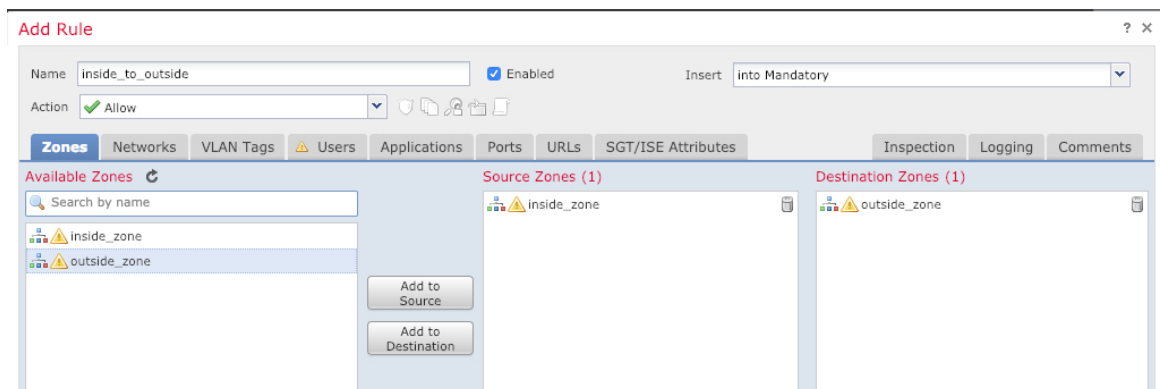 Add Rule ? ×
Name inside_to_outside Enabled Insert into Mandatory
Action Allow
Zones Networks VLAN Tags Users Applications Ports URLs SGT/ISE Attributes Inspection Logging Comments
Available Zones Source Zones (1) Destination Zones (1)
Search by name inside_zone outside_zone
inside_zone
outside_zone
Add to
Source
Add to
Destination